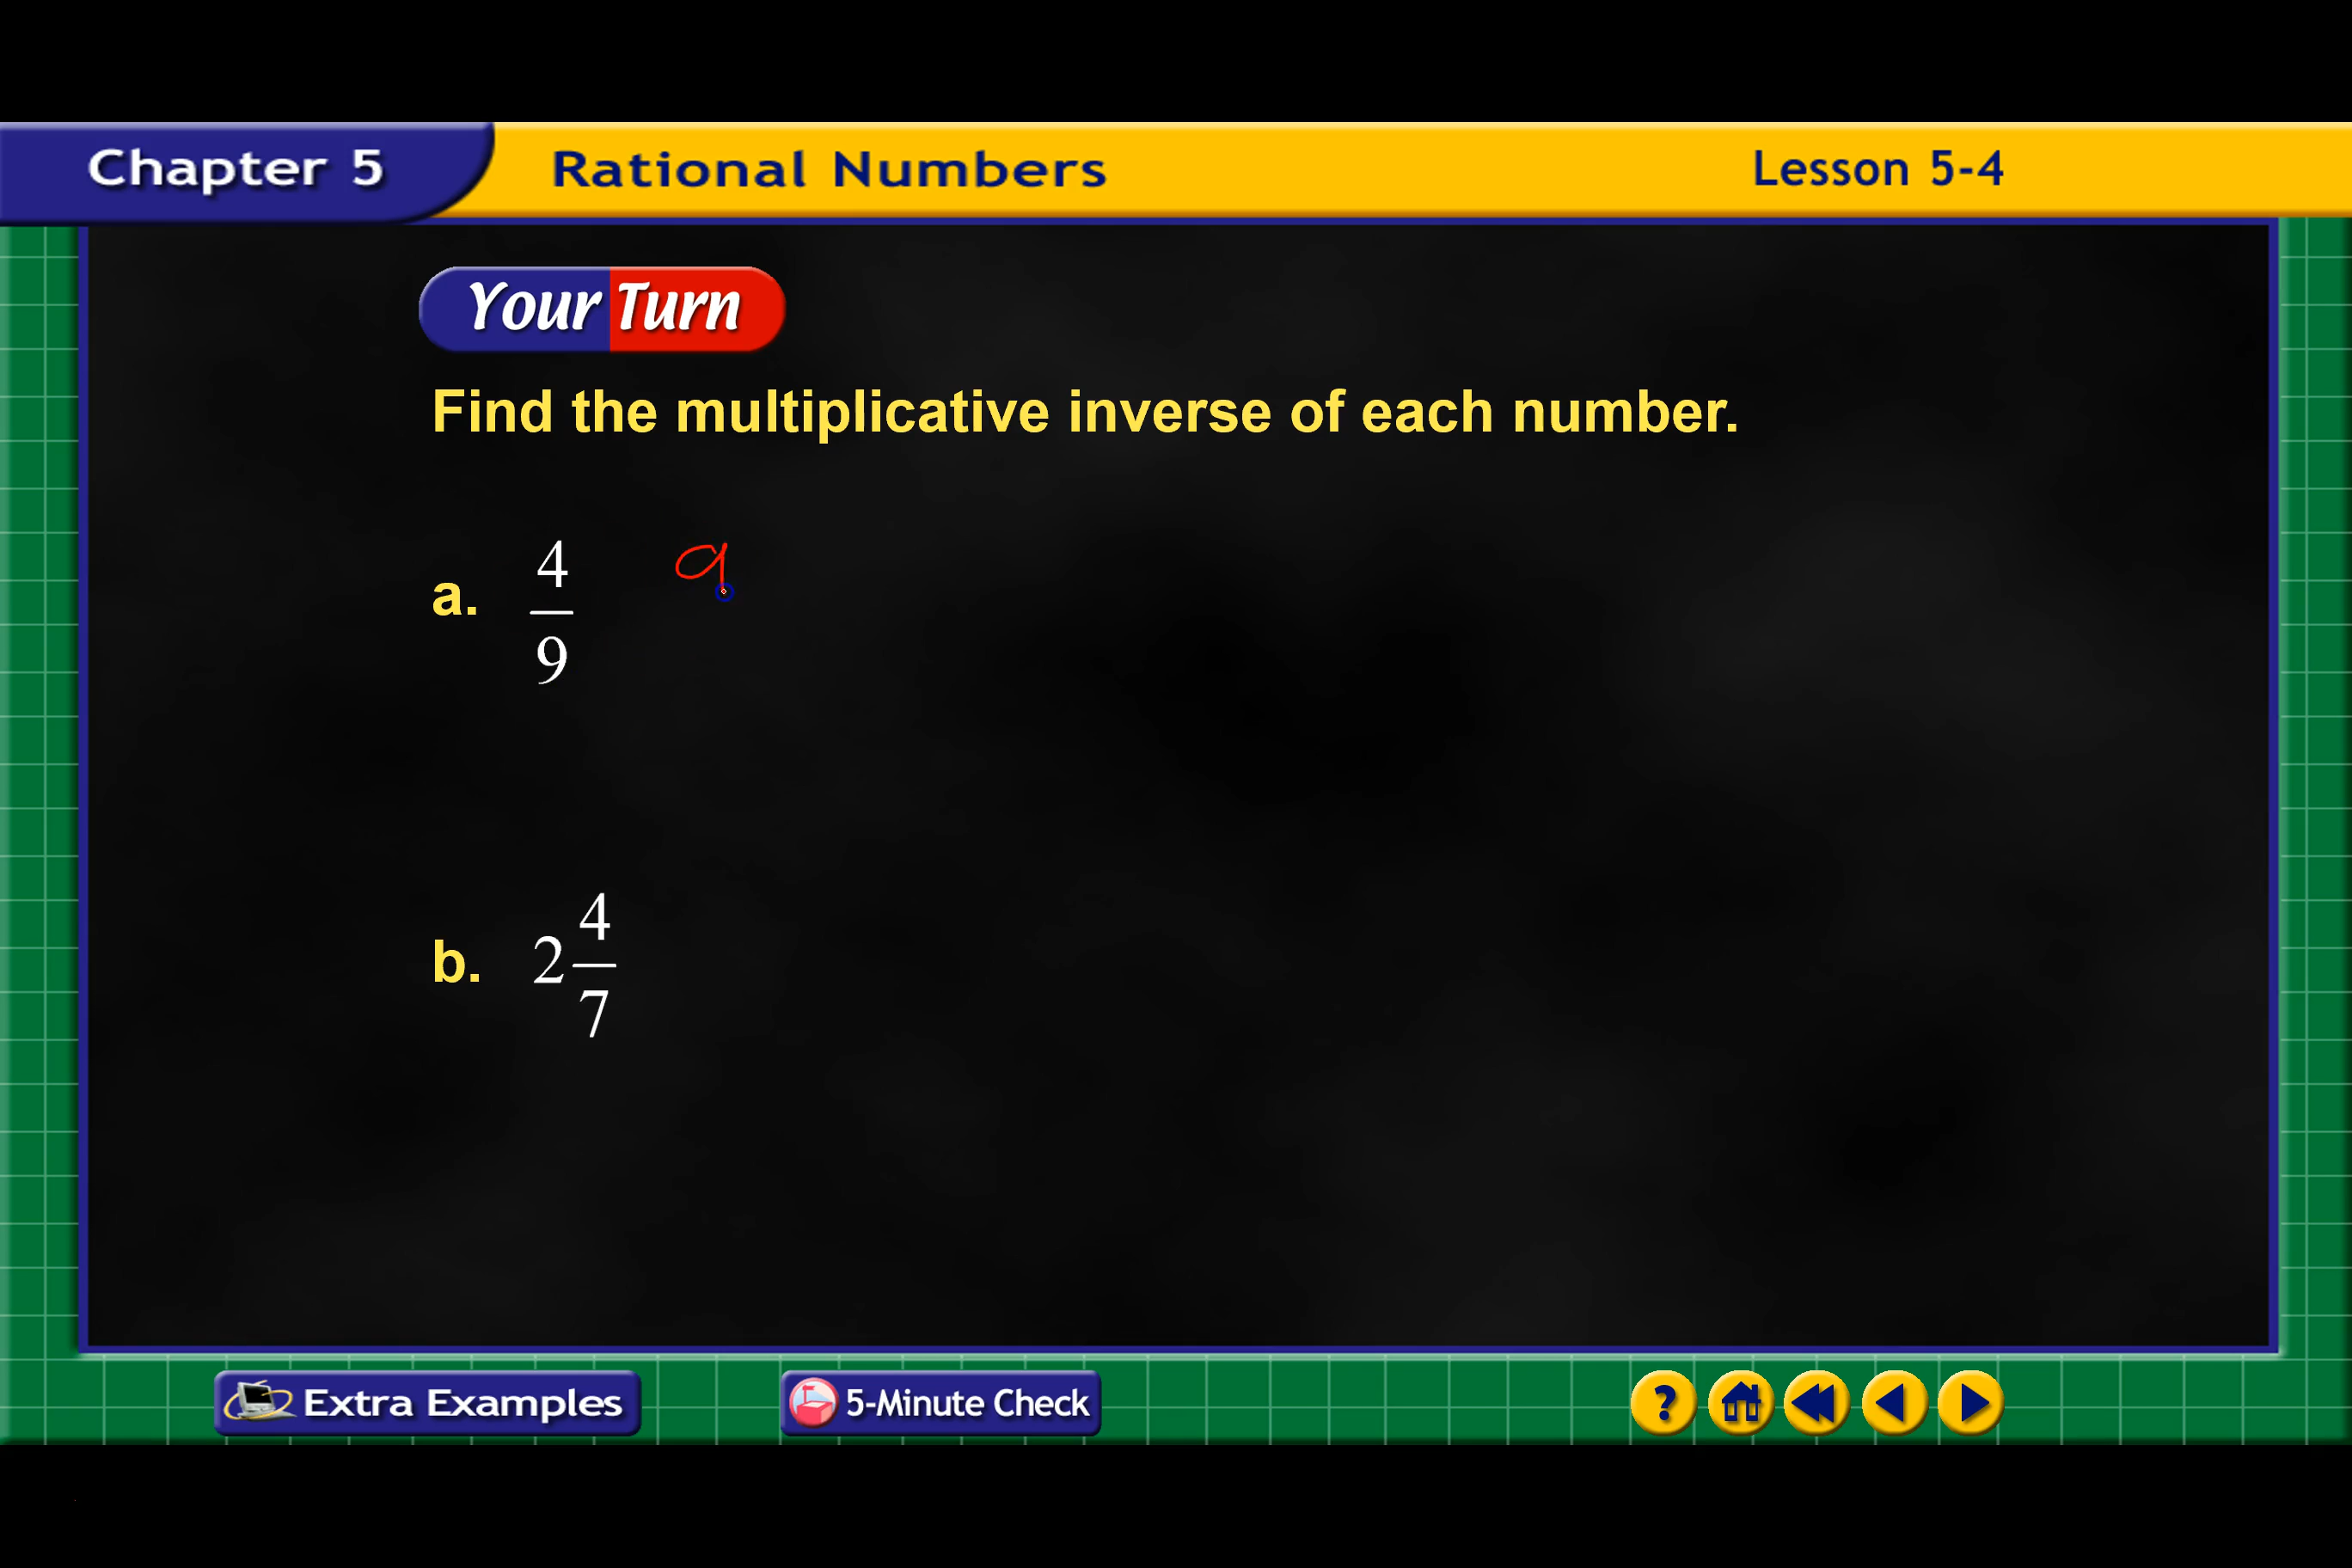 Chapter 5 Rational Numbers Lesson 5-4
Your Turn
Find the multiplicative inverse of each number.
a. 4/9 9
b. 2 4/7
Extra Examples 5-Minute Check ?